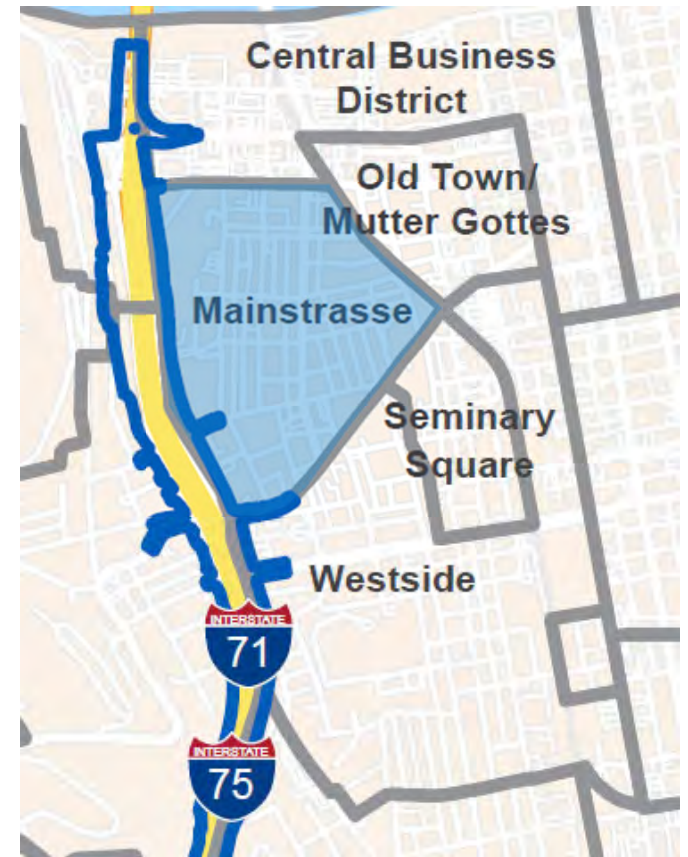 Central Business
District
Old Town/
Mutter Gottes
Mainstrasse
Seminary
Square
Westside
INTERSTATE
71
INTERSTATE
75